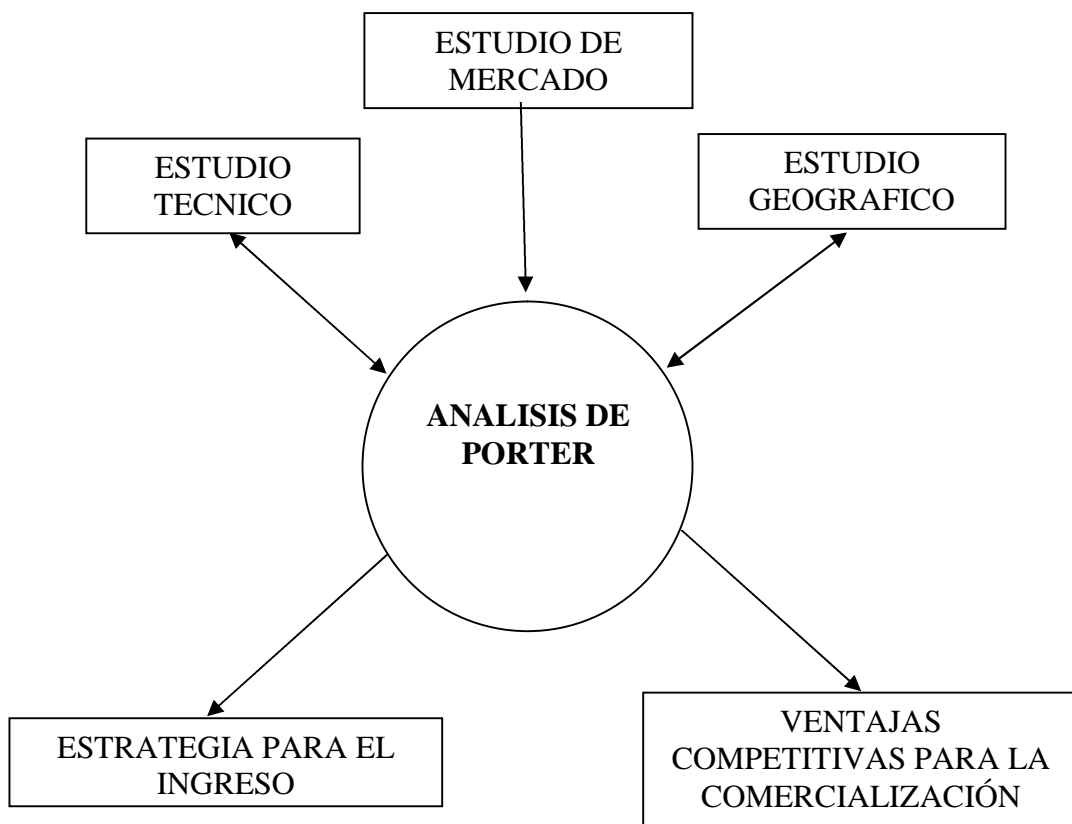 ESTUDIO DE
MERCADO
ESTUDIO
TECNICO
ESTUDIO
GEOGRAFICO
ANALISIS DE
PORTER
ESTRATEGIA PARA EL
INGRESO
VENTAJAS
COMPETITIVAS PARA LA
COMERCIALIZACIÓN